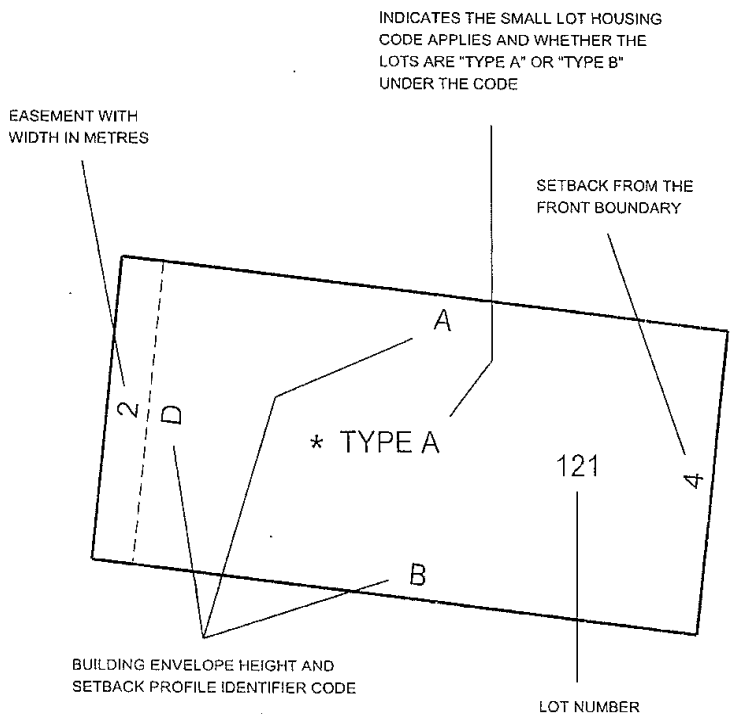 INDICATES THE SMALL LOT HOUSING
CODE APPLIES AND WHETHER THE
LOTS ARE "TYPE A" OR "TYPE B"
UNDER THE CODE
EASEMENT WITH
WIDTH IN METRES
SETBACK FROM THE
FRONT BOUNDARY
A
2
D
* TYPE A
121
4
B
BUILDING ENVELOPE HEIGHT AND
SETBACK PROFILE IDENTIFIER CODE
LOT NUMBER